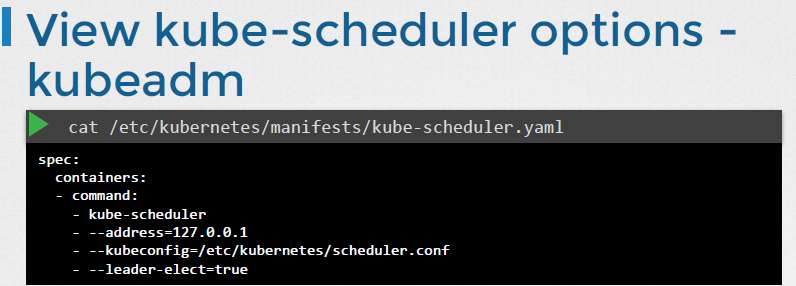 View kube-scheduler options -
kubeadm
cat /etc/kubernetes/manifests/kube-scheduler.yaml
spec:
  containers:
  - command:
    - kube-scheduler
    - --address=127.0.0.1
    - --kubeconfig=/etc/kubernetes/scheduler.conf
    - --leader-elect=true